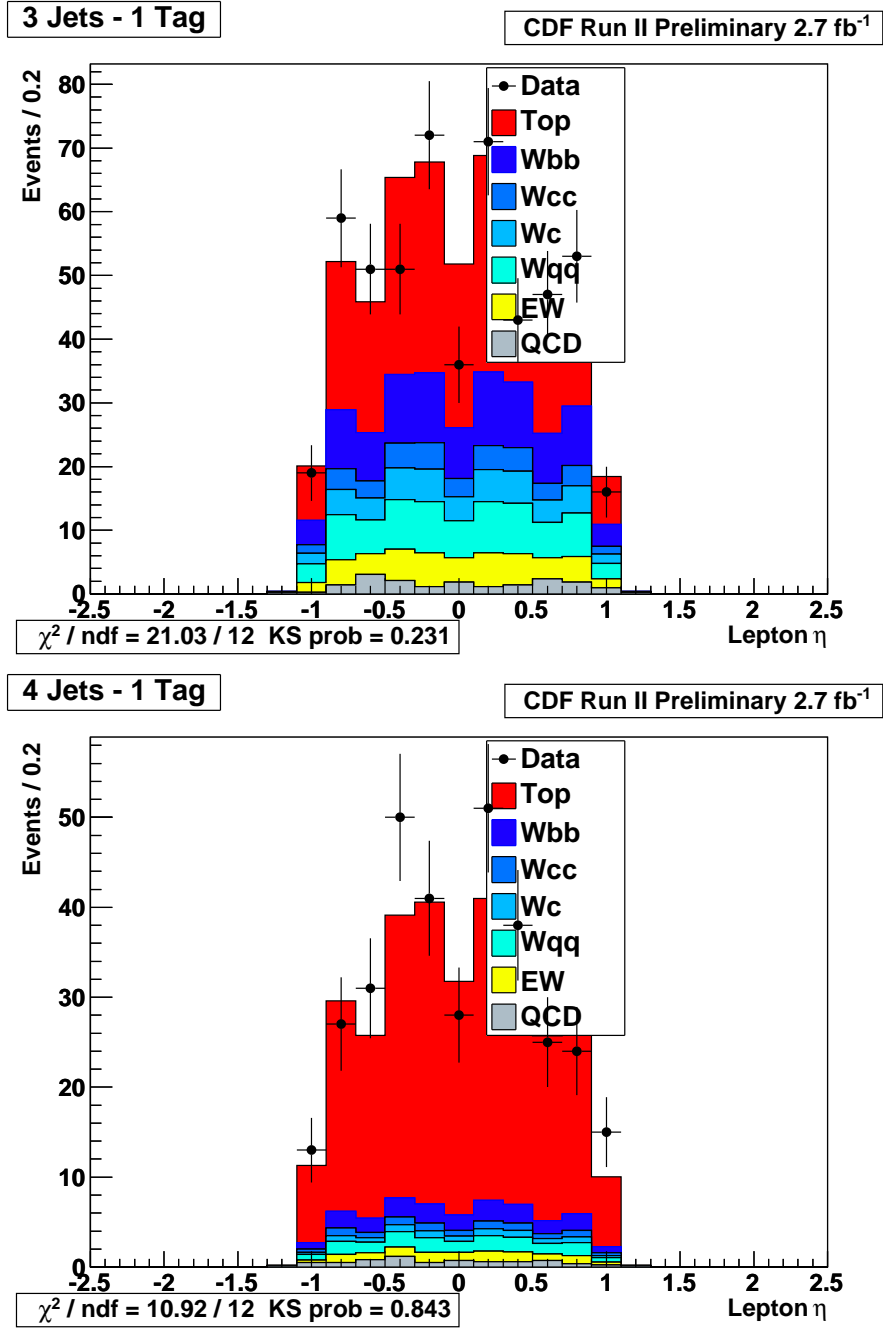 3 Jets - 1 Tag
CDF Run II Preliminary 2.7 fb⁻¹
Events / 0.2
80
70
60
50
40
30
20
10
0
Data
Top
Wbb
Wcc
Wc
Wqq
EW
QCD
-2.5 -2 -1.5 -1 -0.5 0 0.5 1 1.5 2 2.5
Lepton η
χ² / ndf = 21.03 / 12 KS prob = 0.231
4 Jets - 1 Tag
CDF Run II Preliminary 2.7 fb⁻¹
Events / 0.2
50
40
30
20
10
0
Data
Top
Wbb
Wcc
Wc
Wqq
EW
QCD
-2.5 -2 -1.5 -1 -0.5 0 0.5 1 1.5 2 2.5
Lepton η
χ² / ndf = 10.92 / 12 KS prob = 0.843